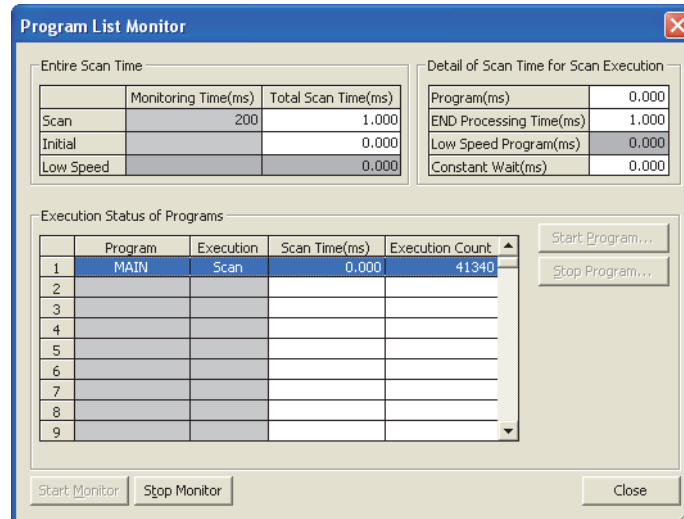 Program List Monitor
Entire Scan Time
Monitoring Time(ms) Total Scan Time(ms)
Scan 200 1.000
Initial 0.000
Low Speed 0.000
Detail of Scan Time for Scan Execution
Program(ms) 0.000
END Processing Time(ms) 1.000
Low Speed Program(ms) 0.000
Constant Wait(ms) 0.000
Execution Status of Programs
Program Execution Scan Time(ms) Execution Count
1 MAIN Scan 0.000 41340
2
3
4
5
6
7
8
9
Start Program...
Stop Program...
Start Monitor Stop Monitor Close